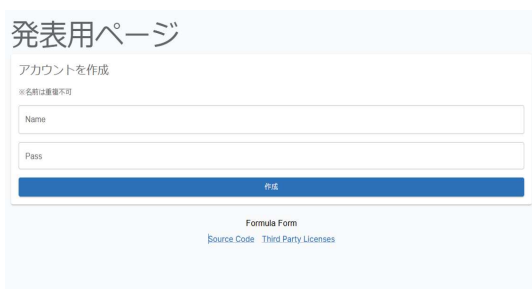 発表用ページ
アカウントを作成
※名前は重複不可
Name
Pass
作成
Formula Form
Source Code Third Party Licenses